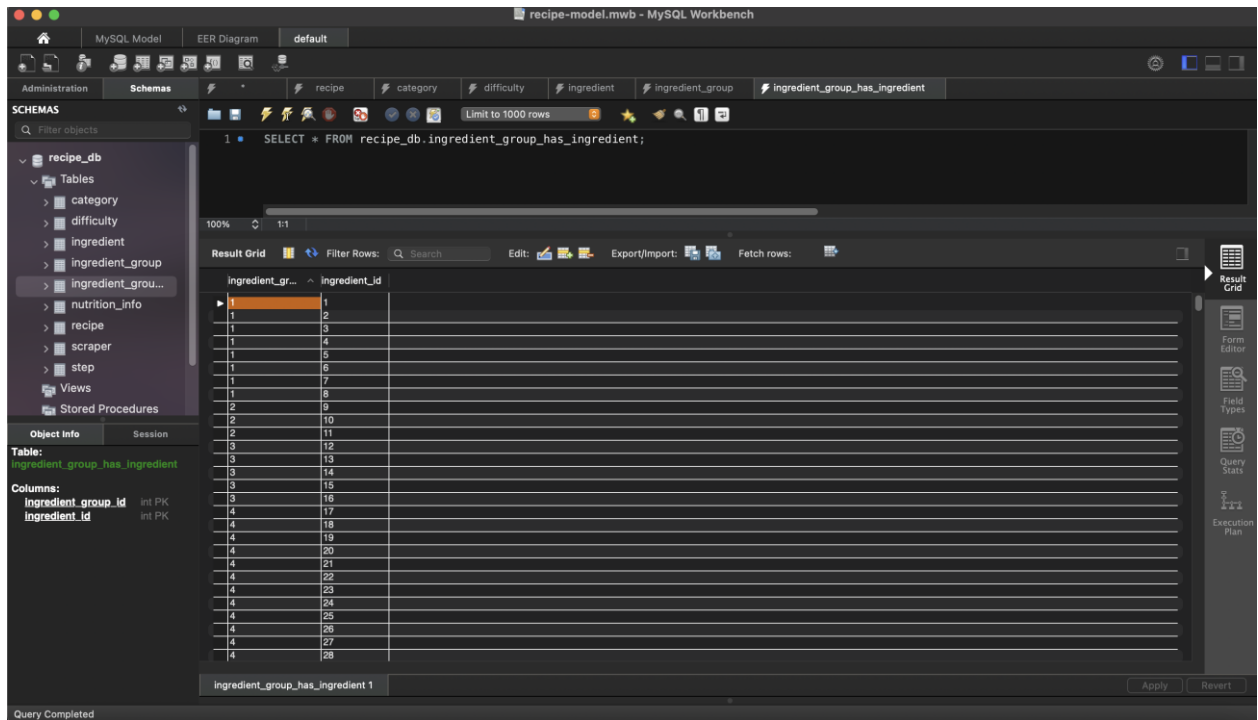 recipe-model.mwb - MySQL Workbench
MySQL Model EER Diagram default
Administration Schemas * recipe category difficulty ingredient ingredient_group ingredient_group_has_ingredient
SCHEMAS
Filter objects
recipe_db
Tables
category
difficulty
ingredient
ingredient_group
ingredient_grou...
nutrition_info
recipe
scraper
step
Views
Stored Procedures
Object Info Session
Table:
ingredient_group_has_ingredient
Columns:
ingredient_group_id int PK
ingredient_id int PK
Limit to 1000 rows
1 SELECT * FROM recipe_db.ingredient_group_has_ingredient;
100% 1:1
Result Grid Filter Rows: Search Edit: Export/Import: Fetch rows:
ingredient_gr... ingredient_id
1 1
1 2
1 3
1 4
1 5
1 6
1 7
1 8
2 9
2 10
2 11
3 12
3 13
3 14
3 15
3 16
4 17
4 18
4 19
4 20
4 21
4 22
4 23
4 24
4 25
4 26
4 27
4 28
Result
Grid
Form
Editor
Field
Types
Query
Stats
Execution
Plan
ingredient_group_has_ingredient 1 Apply Revert
Query Completed